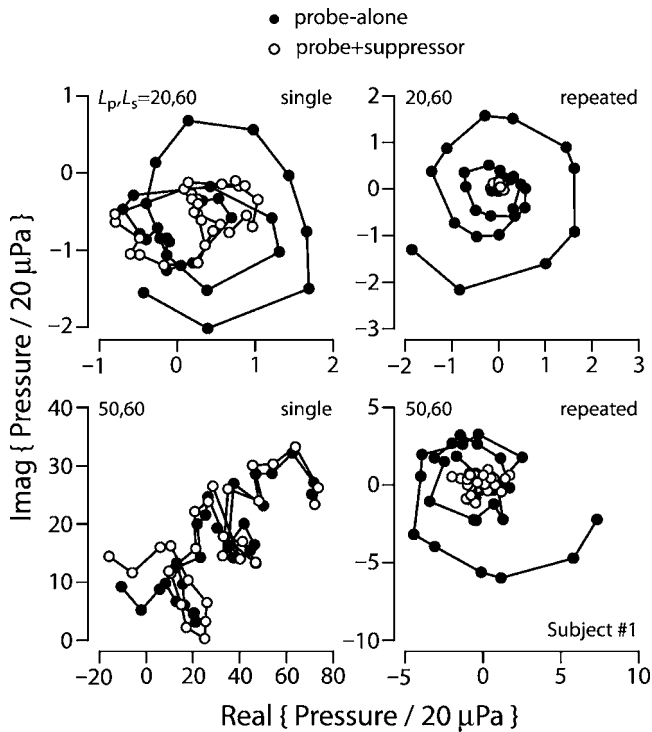 probe-alone
probe+suppressor
Lp,Ls=20,60 single
20,60 repeated
1
0
−1
−2
2
1
0
−1
−2
−3
−1 0 1 2
−2 −1 0 1 2 3
50,60 single
50,60 repeated
40
30
20
10
0
5
0
−5
−10
Subject #1
−20 0 20 40 60 80
−5 0 5 10
Imag { Pressure / 20 μPa }
Real { Pressure / 20 μPa }